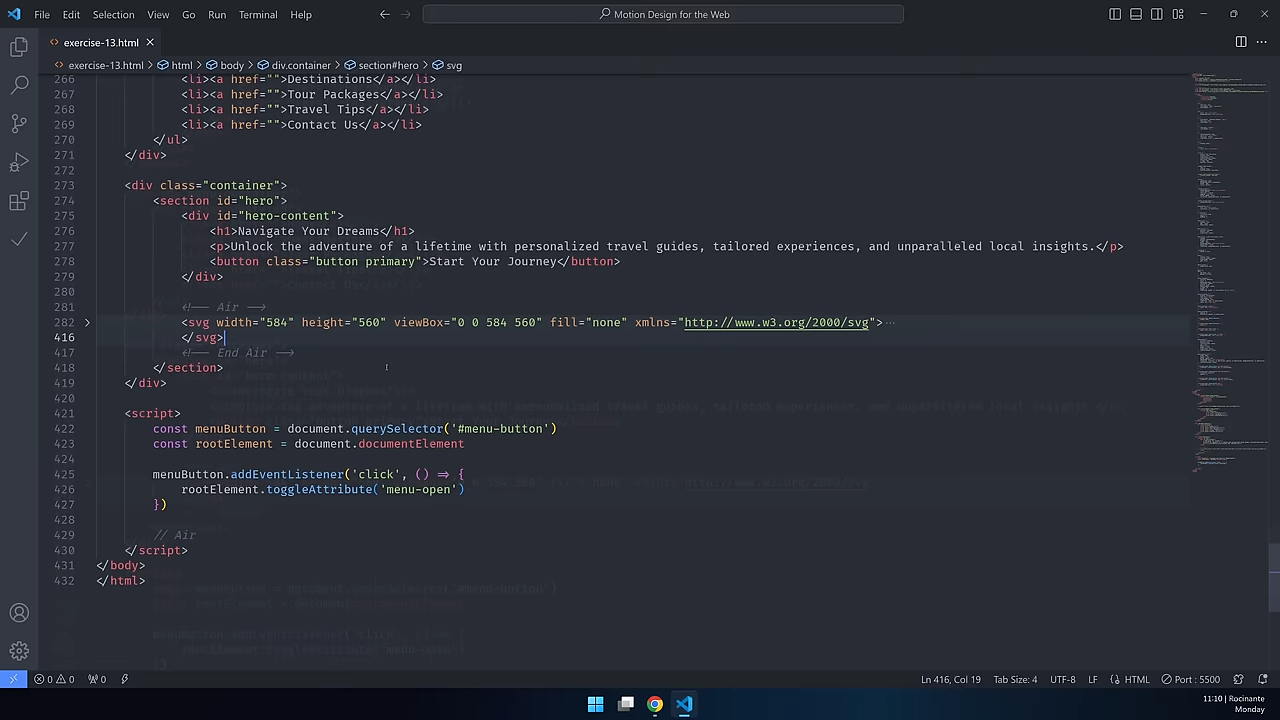 File Edit Selection View Go Run Terminal Help
Motion Design for the Web
exercise-13.html
exercise-13.html > html > body > div.container > section#hero > svg
266 <li><a href="">Destinations</a></li>
267 <li><a href="">Tour Packages</a></li>
268 <li><a href="">Travel Tips</a></li>
269 <li><a href="">Contact Us</a></li>
270 </ul>
271 </div>
272
273 <div class="container">
274 <section id="hero">
275 <div id="hero-content">
276 <h1>Navigate Your Dreams</h1>
277 <p>Unlock the adventure of a lifetime with personalized travel guides, tailored experiences, and unparalleled local insights.</p>
278 <button class="btn primary">Start Your Journey</button>
279 </div>
280
281 <!-- Air -->
282 <svg width="584" height="560" viewBox="0 0 584 560" fill="none" xmlns="http://www.w3.org/2000/svg">…
416 </svg>
417 <!-- End Air -->
418 </section>
419 </div>
420
421 <script>
422 const menuButton = document.querySelector('#menu-button')
423 const rootElement = document.documentElement
424
425 menuButton.addEventListener('click', () => {
426 rootElement.toggleAttribute('menu-open')
427 })
428
429 // Air
430 </script>
431 </body>
432 </html>
0 0 0 Ln 416, Col 19 Tab Size: 4 UTF-8 LF HTML Port : 5500
11:10 | Rocinante
Monday